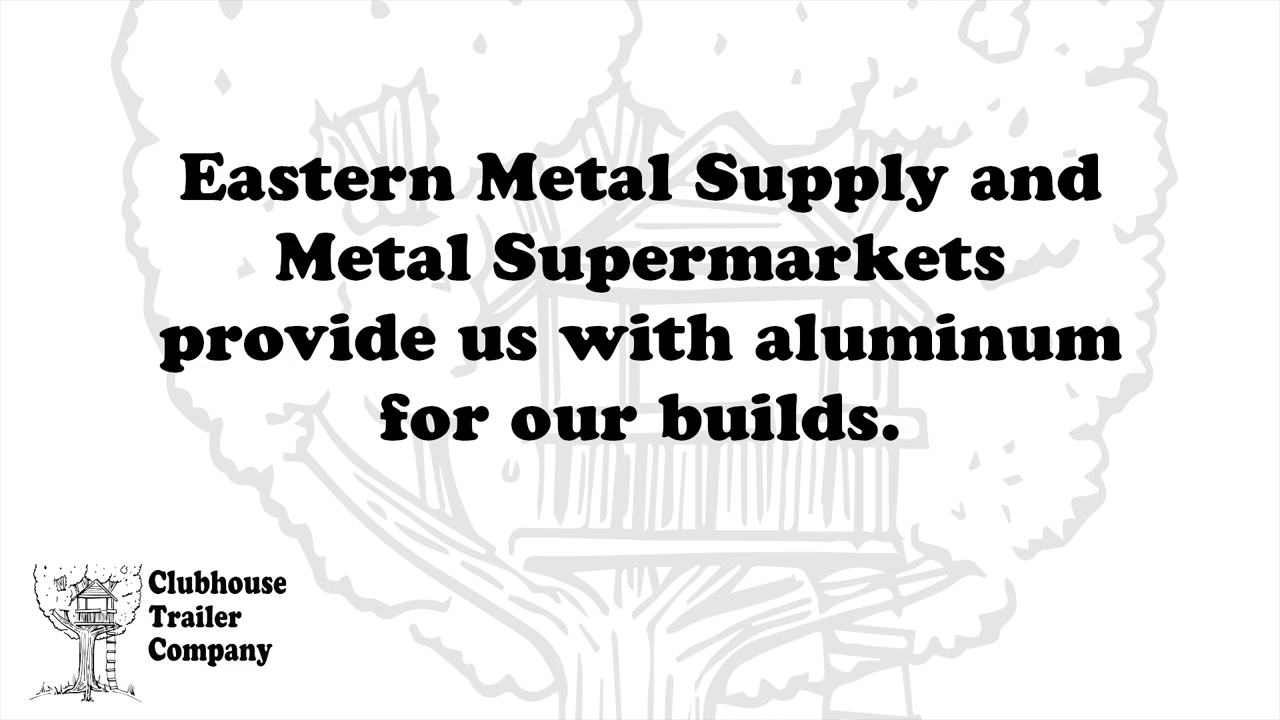 Eastern Metal Supply and
Metal Supermarkets
provide us with aluminum
for our builds.
Clubhouse
Trailer
Company